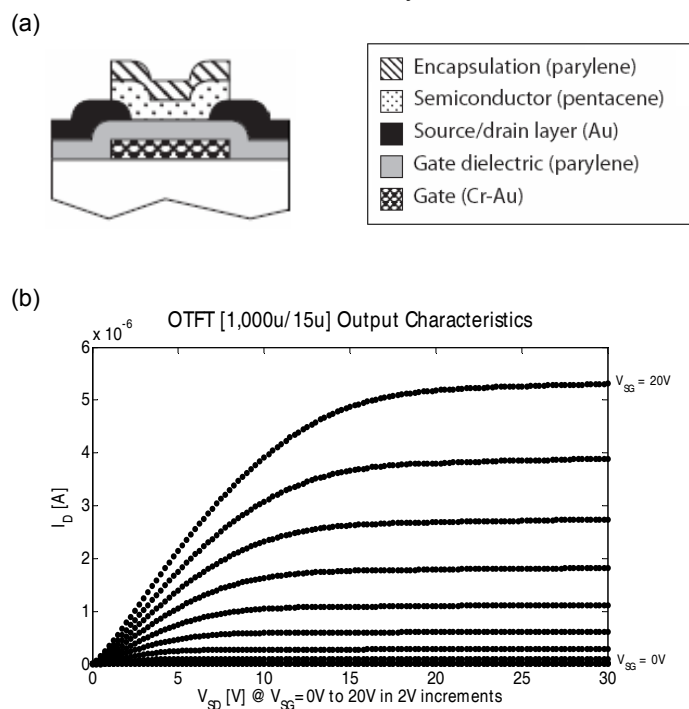 (a)
Encapsulation (parylene)
Semiconductor (pentacene)
Source/drain layer (Au)
Gate dielectric (parylene)
Gate (Cr-Au)
(b)
OTFT [1,000u/15u] Output Characteristics
x 10⁻⁶
6
5
4
3
2
1
0
I_D [A]
V_SG = 20V
V_SG = 0V
0 5 10 15 20 25 30
V_SD [V] @ V_SG=0V to 20V in 2V increments